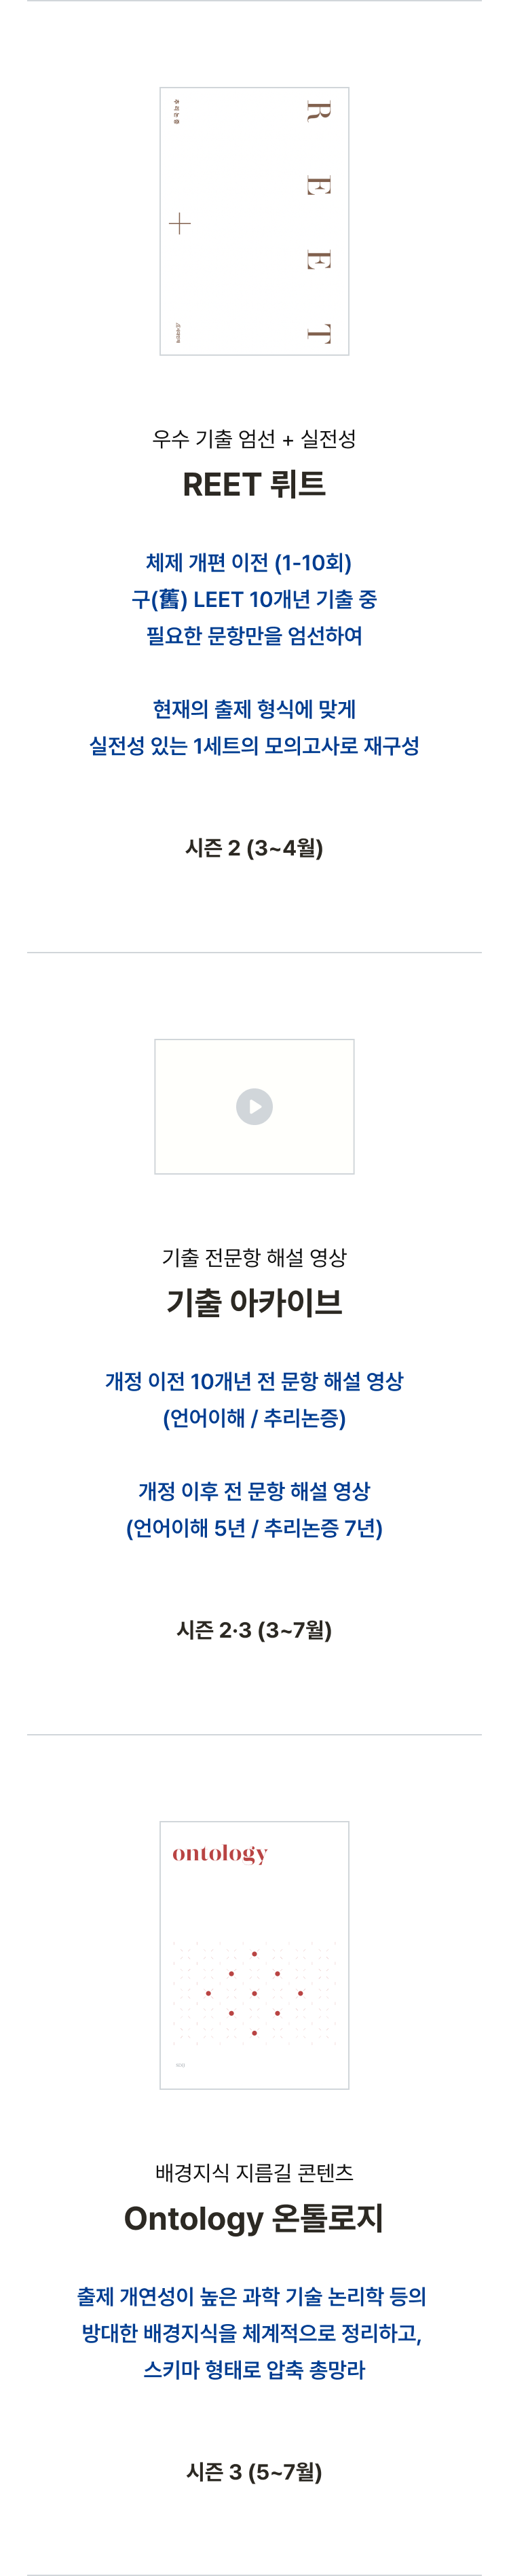 REET
우수 기출 엄선 + 실전성
REET 뤼트
체제 개편 이전 (1-10회)
구(舊) LEET 10개년 기출 중
필요한 문항만을 엄선하여
현재의 출제 형식에 맞게
실전성 있는 1세트의 모의고사로 재구성
시즌 2 (3~4월)
기출 전문항 해설 영상
기출 아카이브
개정 이전 10개년 전 문항 해설 영상
(언어이해 / 추리논증)
개정 이후 전 문항 해설 영상
(언어이해 5년 / 추리논증 7년)
시즌 2·3 (3~7월)
ontology
배경지식 지름길 콘텐츠
Ontology 온톨로지
출제 개연성이 높은 과학 기술 논리학 등의
방대한 배경지식을 체계적으로 정리하고,
스키마 형태로 압축 총망라
시즌 3 (5~7월)